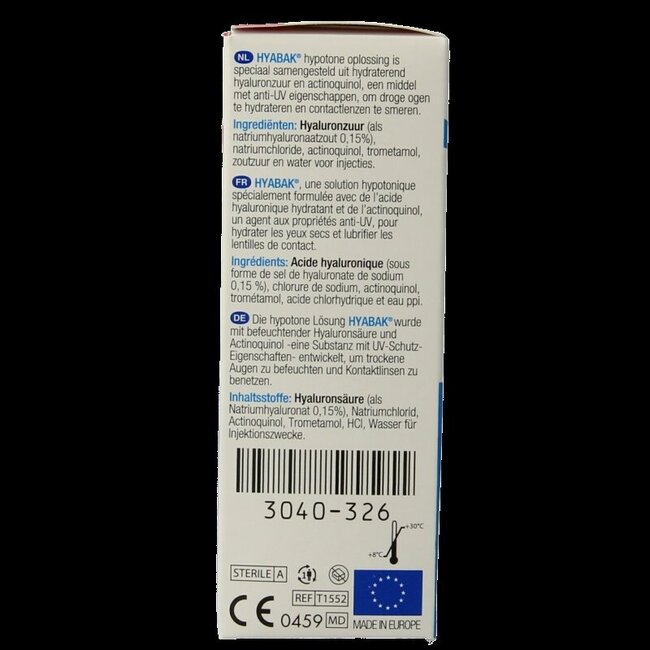 NL HYABAK® hypotone oplossing is
speciaal samengesteld uit hydraterend
hyaluronzuur en actinoquinol, een middel
met anti-UV eigenschappen, om droge ogen
te hydrateren en contactlenzen te smeren.
Ingrediënten: Hyaluronzuur (als
natriumhyaluronaatzout 0,15%),
natriumchloride, actinoquinol, trometamol,
zoutzuur en water voor injecties.
FR HYABAK®, une solution hypotonique
spécialement formulée avec de l'acide
hyaluronique hydratant et de l'actinoquinol,
un agent aux propriétés anti-UV, pour
hydrater les yeux secs et lubrifier les
lentilles de contact.
Ingrédients: Acide hyaluronique (sous
forme de sel de hyaluronate de sodium
0,15 %), chlorure de sodium, actinoquinol,
trométamol, acide chlorhydrique et eau ppi.
DE Die hypotone Lösung HYABAK® wurde
mit befeuchtender Hyaluronsäure und
Actinoquinol -eine Substanz mit UV-Schutz-
Eigenschaften- entwickelt, um trockene
Augen zu befeuchten und Kontaktlinsen zu
benetzen.
Inhaltsstoffe: Hyaluronsäure (als
Natriumhyaluronat 0,15%), Natriumchlorid,
Actinoquinol, Trometamol, HCl, Wasser für
Injektionszwecke.
3040-326
+30°C
+8°C
STERILE A
1
REF T1552
CE 0459 MD
MADE IN EUROPE